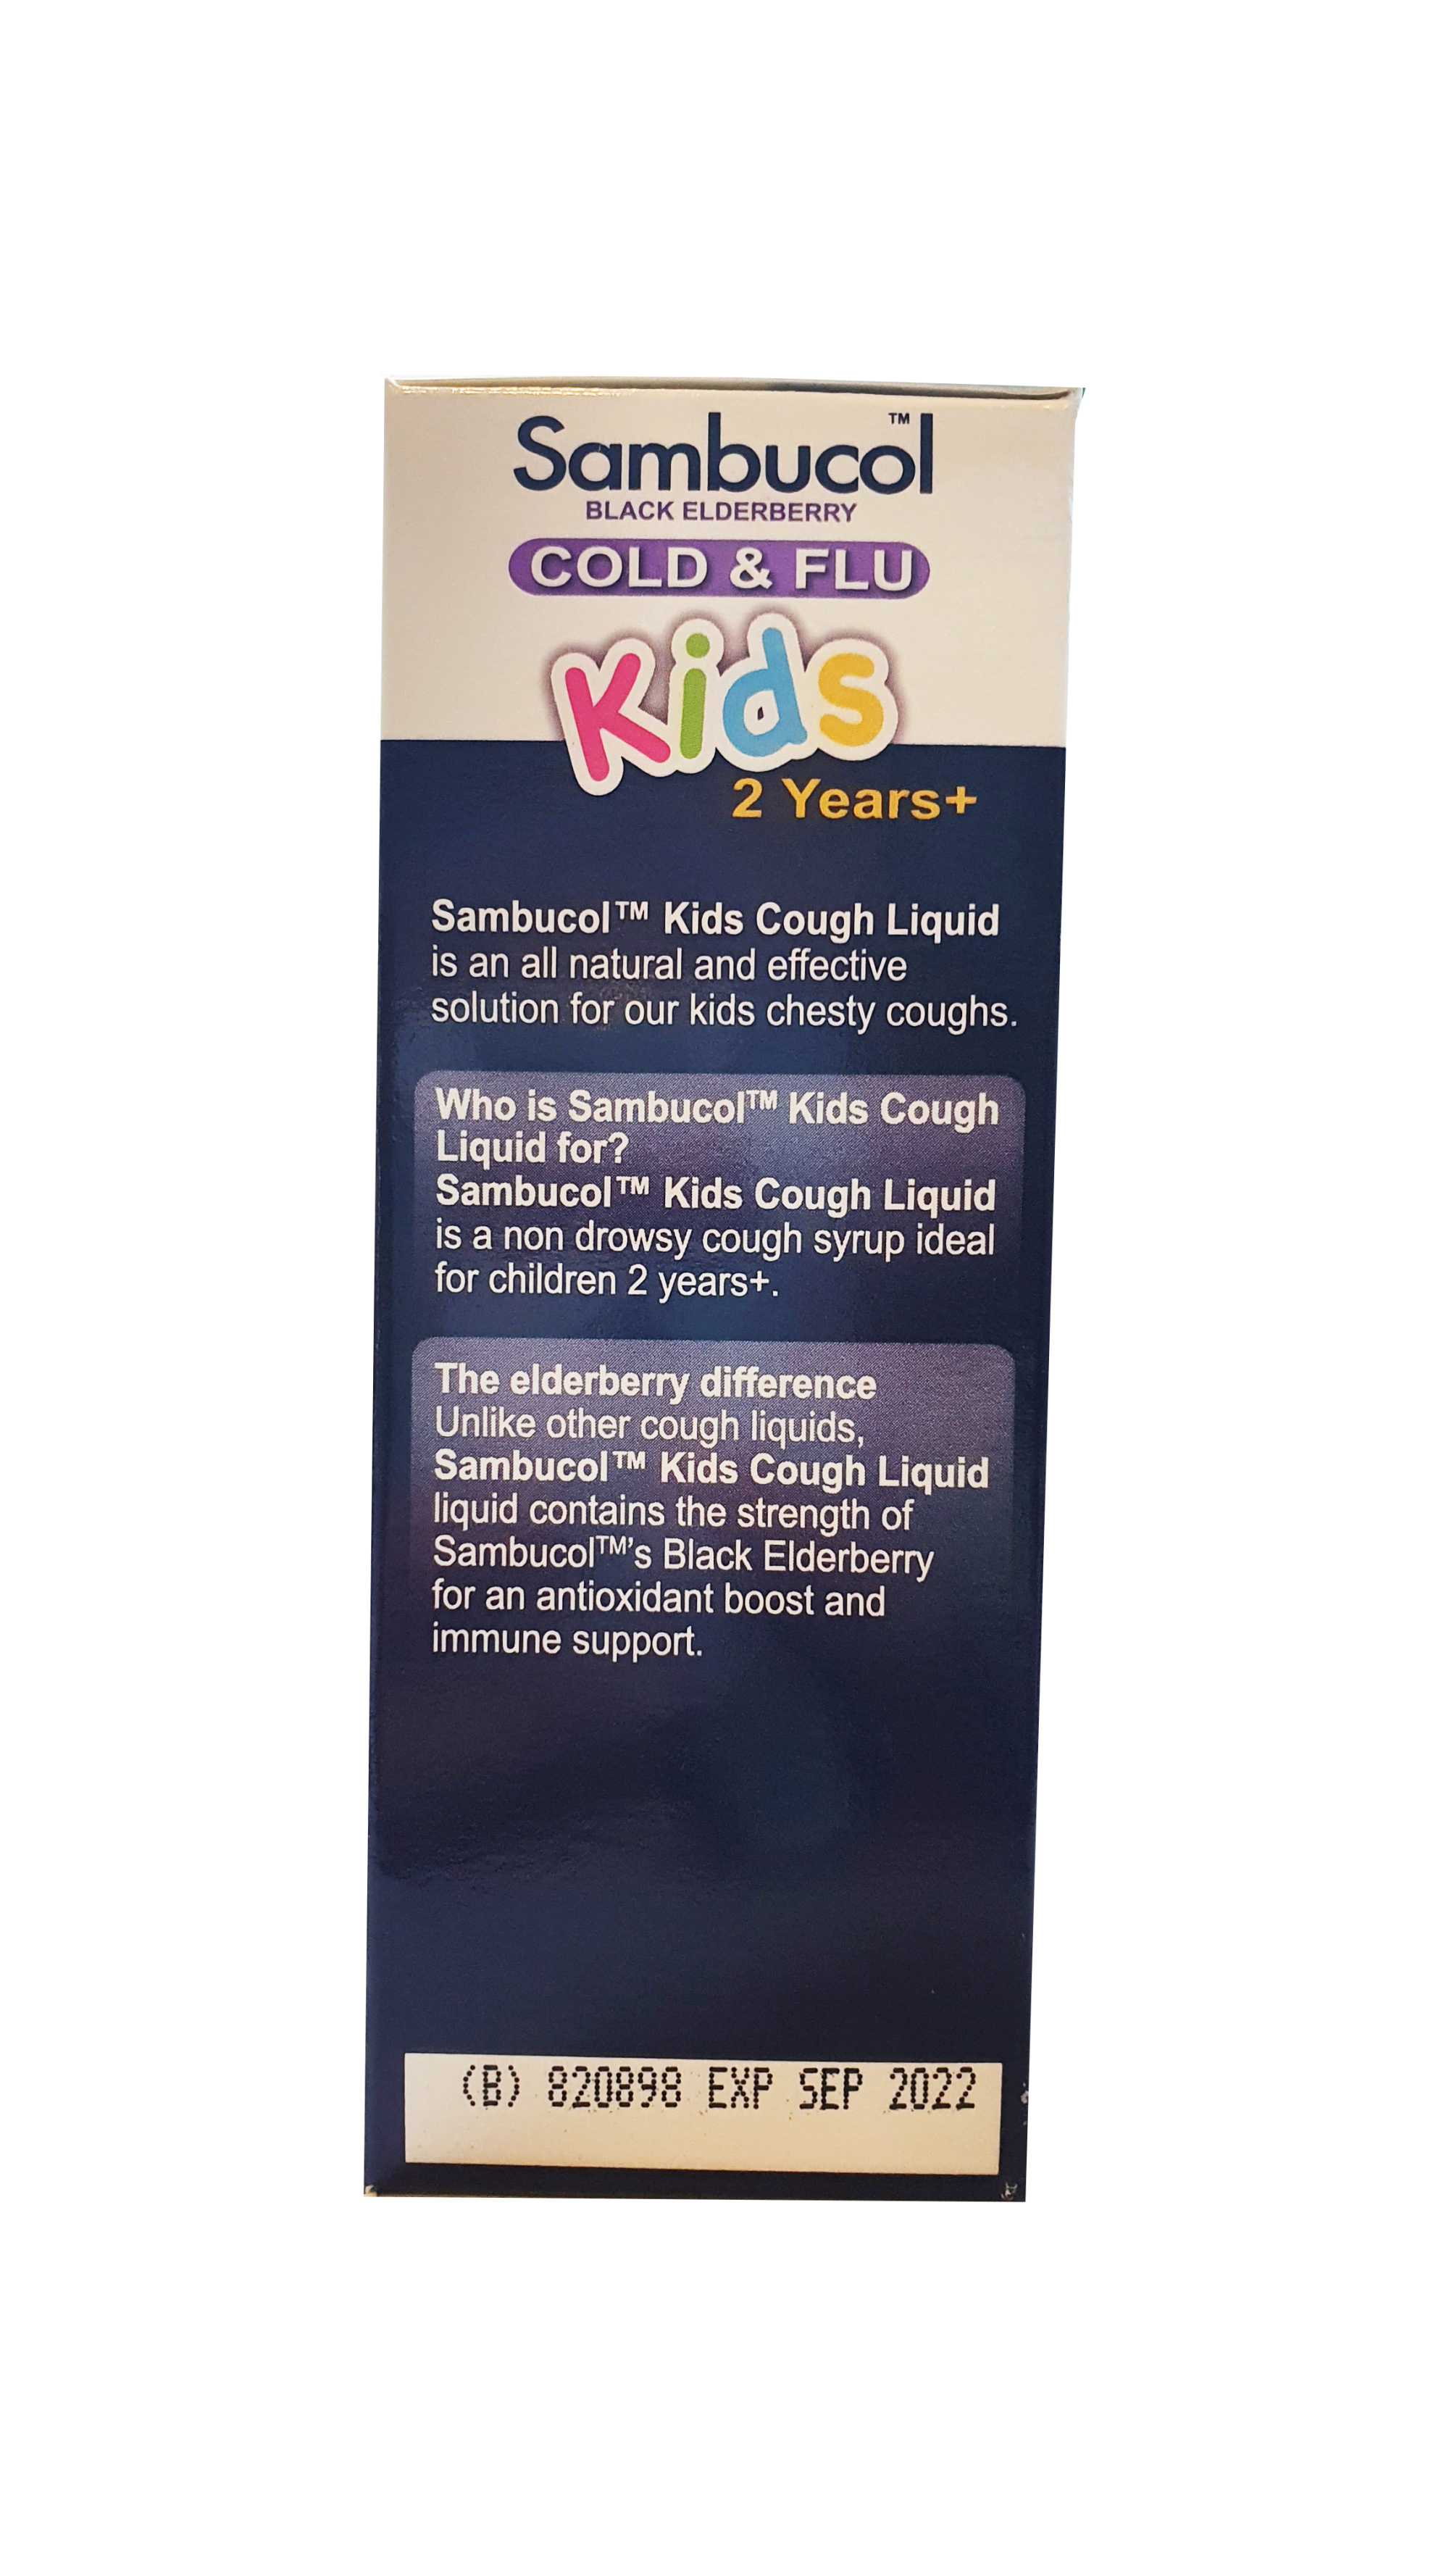 Sambucol™
BLACK ELDERBERRY
COLD & FLU
Kids
2 Years+
Sambucol™ Kids Cough Liquid
is an all natural and effective
solution for our kids chesty coughs.
Who is Sambucol™ Kids Cough
Liquid for?
Sambucol™ Kids Cough Liquid
is a non drowsy cough syrup ideal
for children 2 years+.
The elderberry difference
Unlike other cough liquids,
Sambucol™ Kids Cough Liquid
liquid contains the strength of
Sambucol™'s Black Elderberry
for an antioxidant boost and
immune support.
(B) 820898 EXP SEP 2022